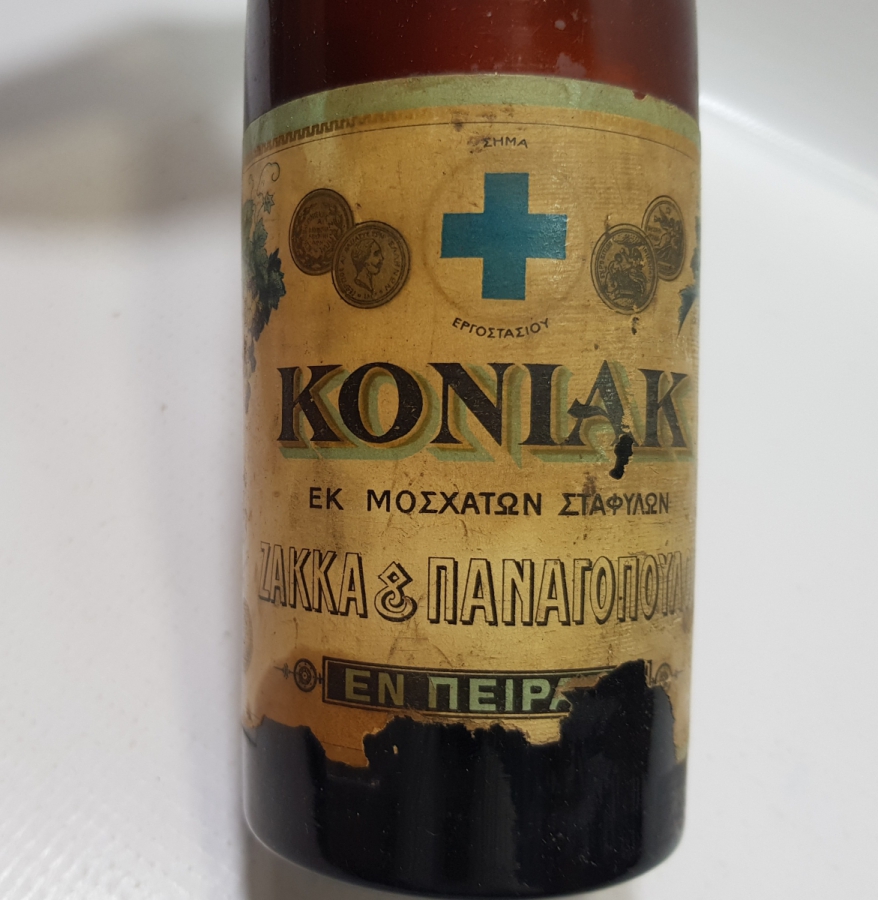 ΣΗΜΑ
ΕΡΓΟΣΤΑΣΙΟΥ
ΚΟΝΙΑΚ
ΕΚ ΜΟΣΧΑΤΩΝ ΣΤΑΦΥΛΩΝ
ΖΑΚΚΑ & ΠΑΝΑΓΟΠΟΥΛ
ΕΝ ΠΕΙΡΑ